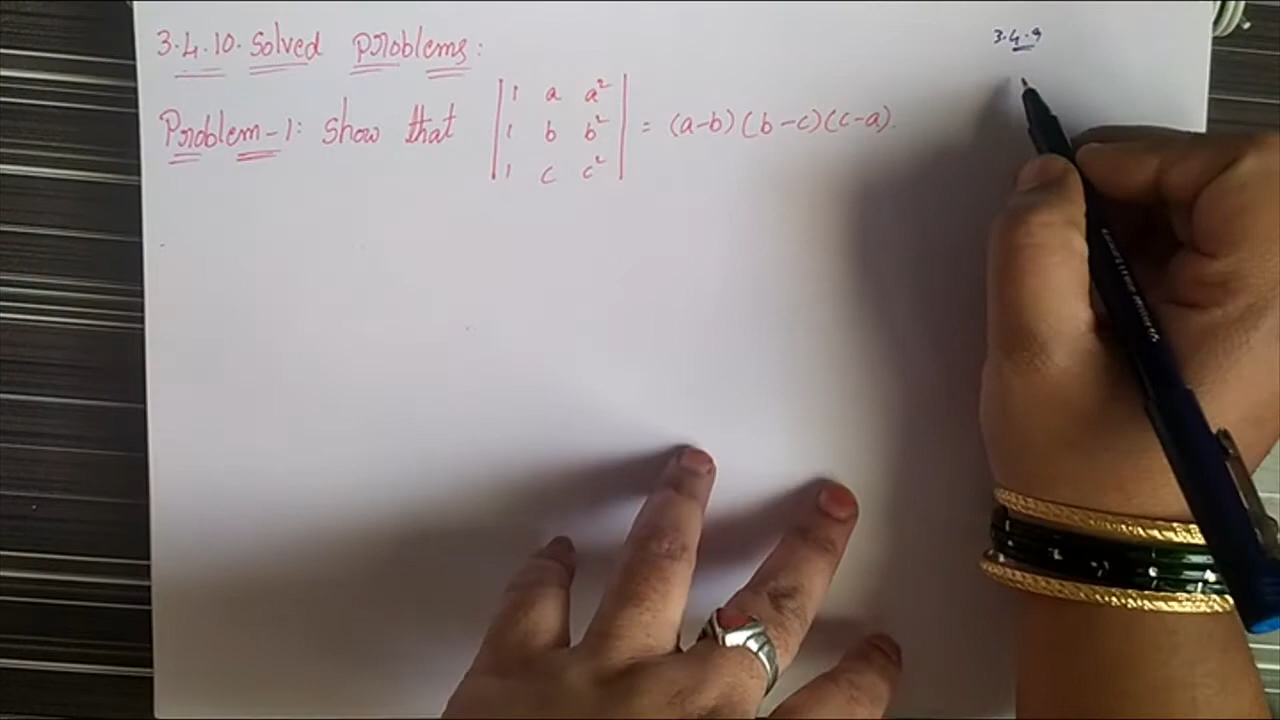 3.4.10. Solved Problems:
3.4.9
Problem-1: Show that | 1 a a² | = (a-b)(b-c)(c-a).
| 1 b b² |
| 1 c c² |